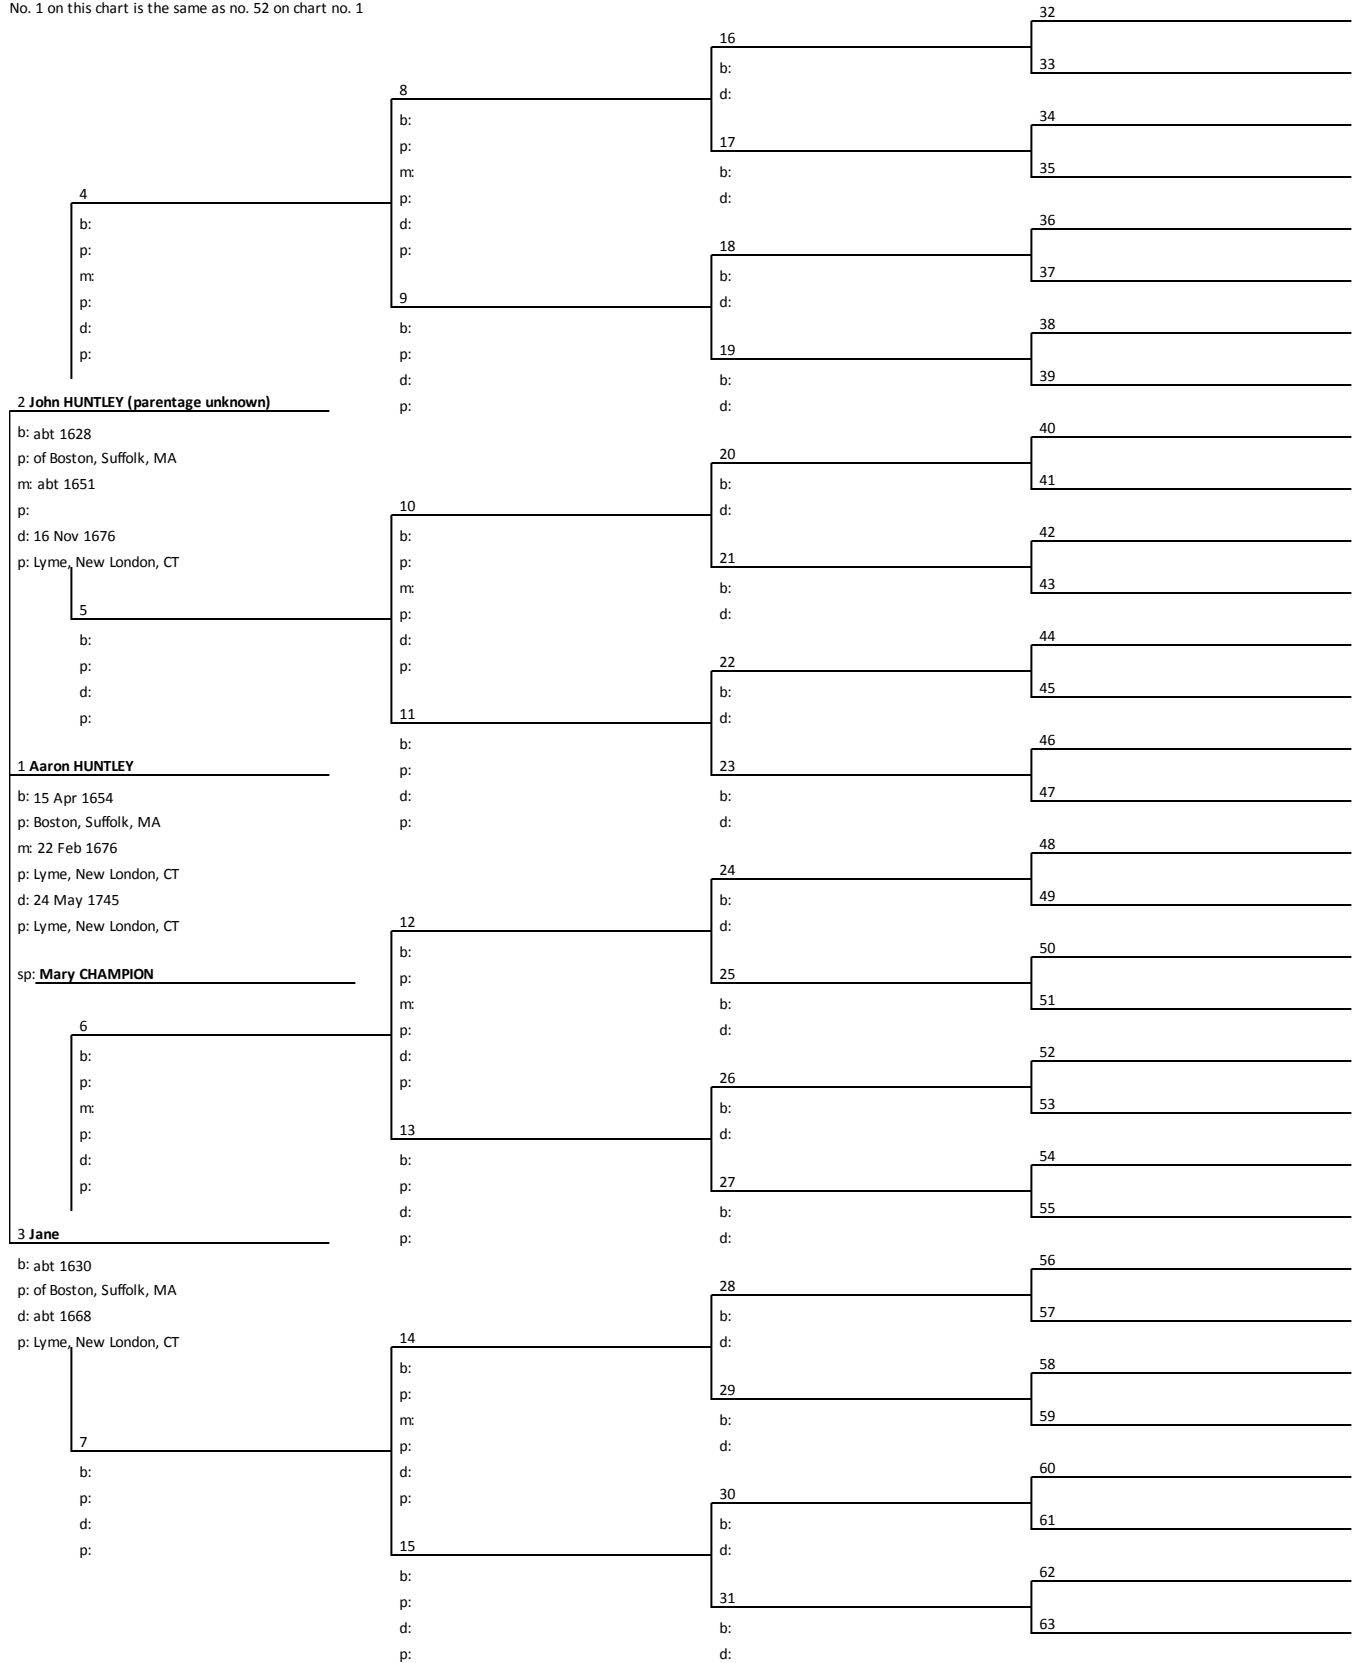 No. 1 on this chart is the same as no. 52 on chart no. 1
4
b:
p:
m:
p:
d:
p:
2 John HUNTLEY (parentage unknown)
b: abt 1628
p: of Boston, Suffolk, MA
m: abt 1651
p:
d: 16 Nov 1676
p: Lyme, New London, CT
5
b:
p:
d:
p:
1 Aaron HUNTLEY
b: 15 Apr 1654
p: Boston, Suffolk, MA
m: 22 Feb 1676
p: Lyme, New London, CT
d: 24 May 1745
p: Lyme, New London, CT
sp: Mary CHAMPION
6
b:
p:
m:
p:
d:
p:
3 Jane
b: abt 1630
p: of Boston, Suffolk, MA
d: abt 1668
p: Lyme, New London, CT
7
b:
p:
d:
p:
8
b:
p:
m:
p:
d:
p:
9
b:
p:
d:
p:
10
b:
p:
m:
p:
d:
p:
11
b:
p:
d:
p:
12
b:
p:
m:
p:
d:
p:
13
b:
p:
d:
p:
14
b:
p:
m:
p:
d:
p:
15
b:
p:
d:
p:
16
b:
d:
17
b:
d:
18
b:
d:
19
b:
d:
20
b:
d:
21
b:
d:
22
b:
d:
23
b:
d:
24
b:
d:
25
b:
d:
26
b:
d:
27
b:
d:
28
b:
d:
29
b:
d:
30
b:
d:
31
b:
d:
32
33
34
35
36
37
38
39
40
41
42
43
44
45
46
47
48
49
50
51
52
53
54
55
56
57
58
59
60
61
62
63